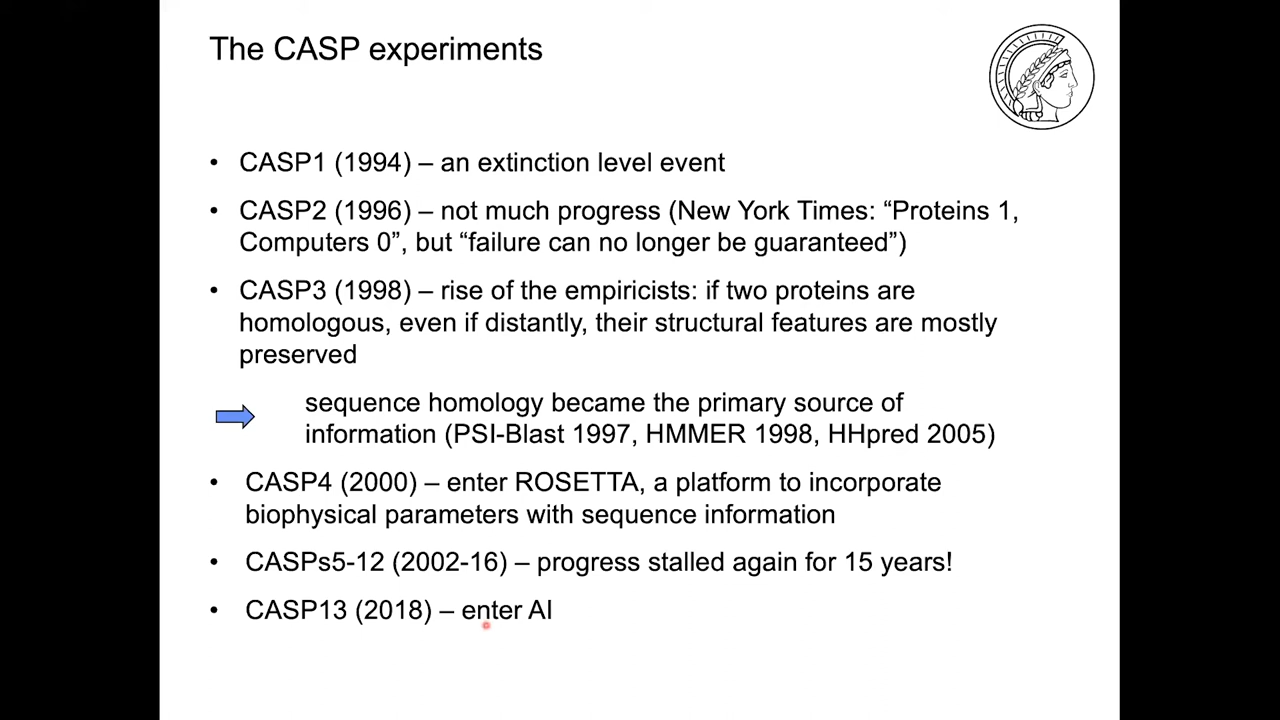 The CASP experiments
• CASP1 (1994) – an extinction level event
• CASP2 (1996) – not much progress (New York Times: “Proteins 1,
Computers 0”, but “failure can no longer be guaranteed”)
• CASP3 (1998) – rise of the empiricists: if two proteins are
homologous, even if distantly, their structural features are mostly
preserved
sequence homology became the primary source of
information (PSI-Blast 1997, HMMER 1998, HHpred 2005)
• CASP4 (2000) – enter ROSETTA, a platform to incorporate
biophysical parameters with sequence information
• CASPs5-12 (2002-16) – progress stalled again for 15 years!
• CASP13 (2018) – enter AI